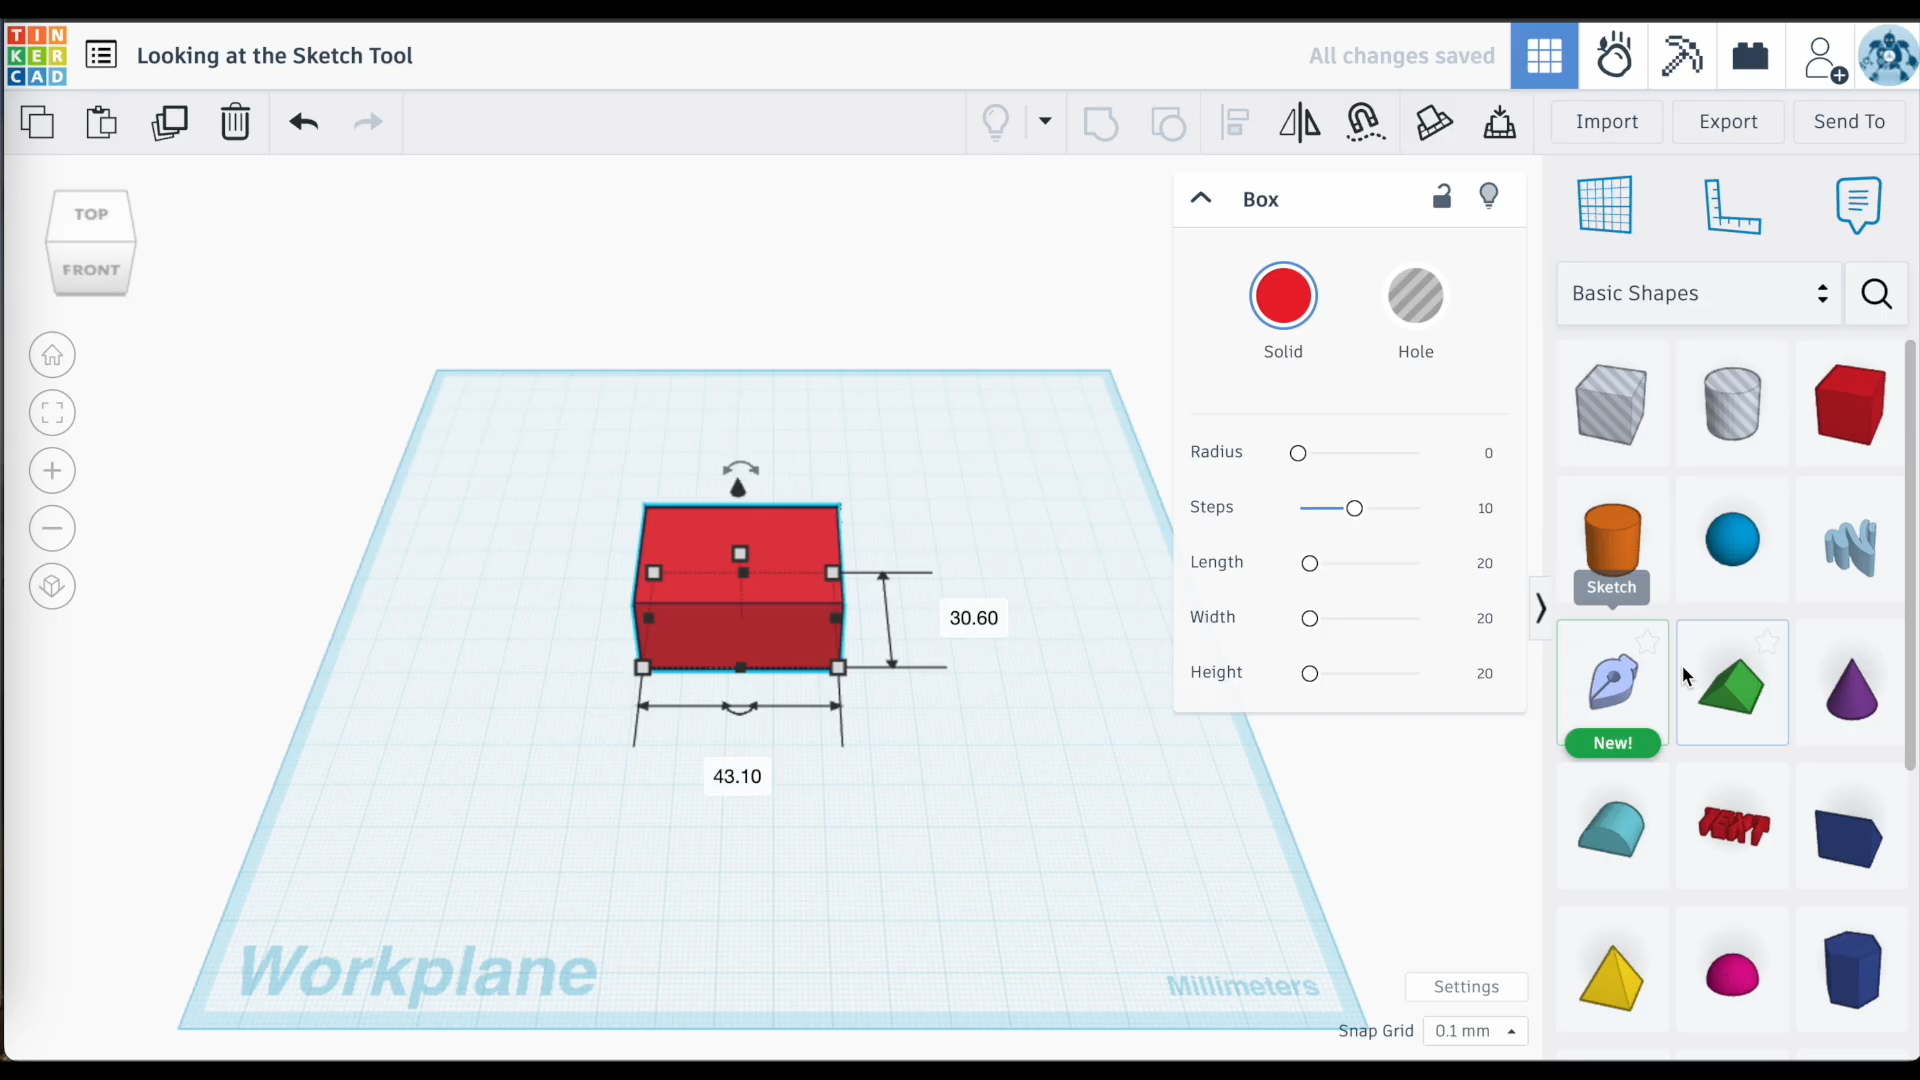 TIN
KER
CAD
Looking at the Sketch Tool
All changes saved
Import
Export
Send To
TOP
FRONT
Box
Solid
Hole
Radius
0
Steps
10
Length
20
Width
20
Height
20
Basic Shapes
Sketch
New!
TEXT
30.60
43.10
Workplane
Millimeters
Settings
Snap Grid
0.1 mm